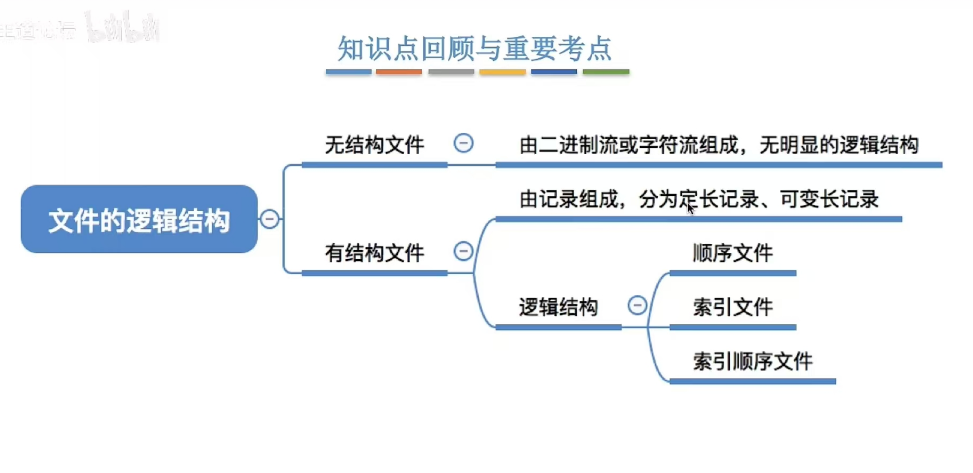 知识点回顾与重要考点
无结构文件
由二进制流或字符流组成，无明显的逻辑结构
由记录组成，分为定长记录、可变长记录
文件的逻辑结构
有结构文件
顺序文件
逻辑结构
索引文件
索引顺序文件